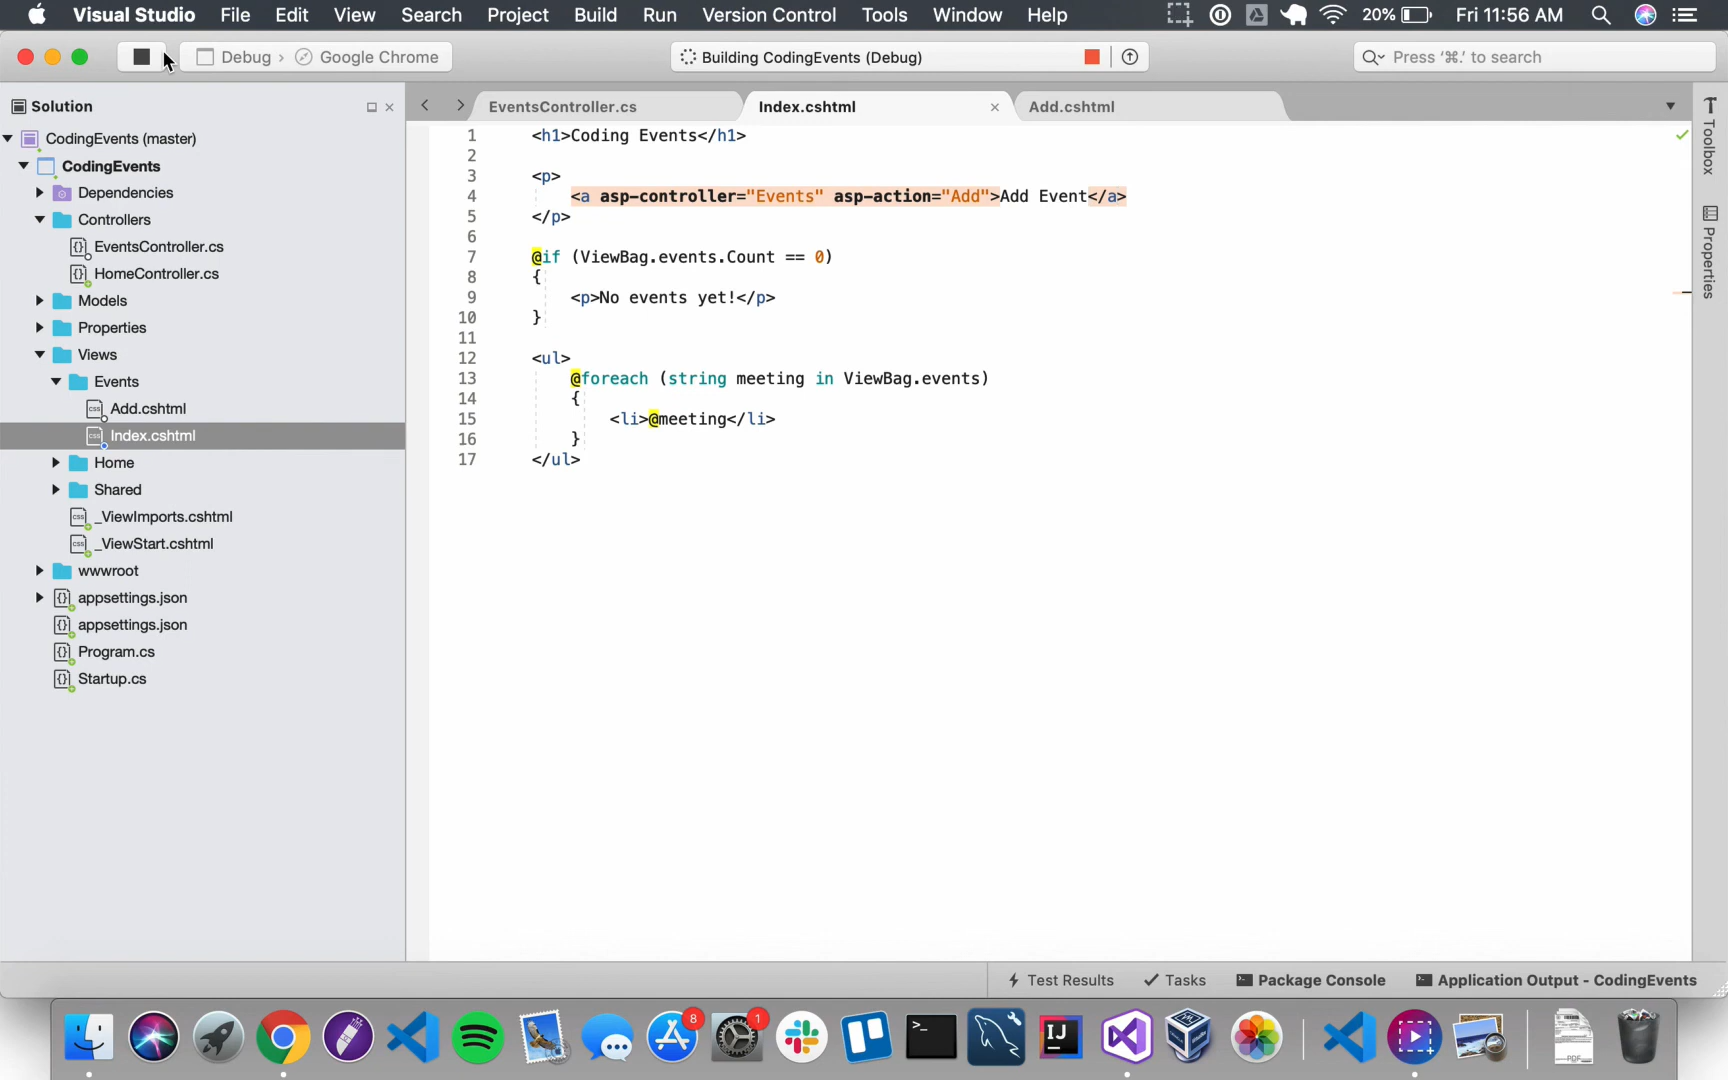 Visual Studio File Edit View Search Project Build Run Version Control Tools Window Help 20% Fri 11:56 AM
Debug › Google Chrome
Building CodingEvents (Debug)
Press ‘⌘.’ to search
Solution
CodingEvents (master)
CodingEvents
Dependencies
Controllers
EventsController.cs
HomeController.cs
Models
Properties
Views
Events
Add.cshtml
Index.cshtml
Home
Shared
_ViewImports.cshtml
_ViewStart.cshtml
wwwroot
appsettings.json
appsettings.json
Program.cs
Startup.cs
EventsController.cs Index.cshtml Add.cshtml
1 <h1>Coding Events</h1>
2
3 <p>
4 <a asp-controller="Events" asp-action="Add">Add Event</a>
5 </p>
6
7 @if (ViewBag.events.Count == 0)
8 {
9 <p>No events yet!</p>
10 }
11
12 <ul>
13 @foreach (string meeting in ViewBag.events)
14 {
15 <li>@meeting</li>
16 }
17 </ul>
Toolbox
Properties
Test Results Tasks Package Console Application Output - CodingEvents
8
1
>_
IJ
PDF